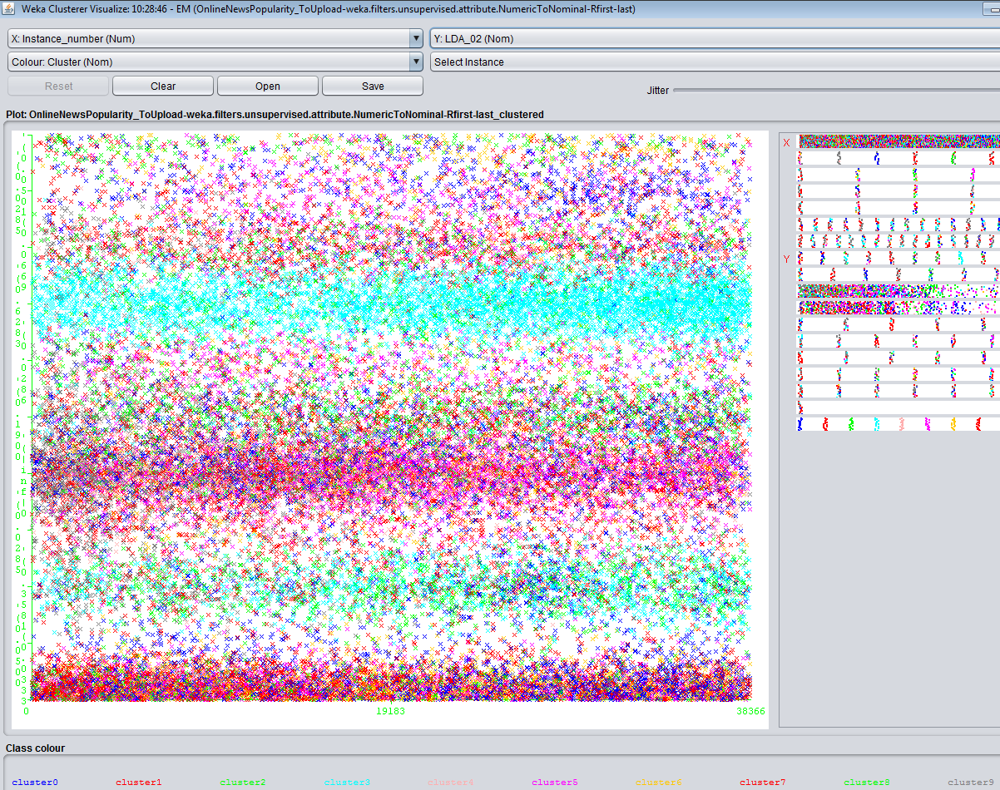 Weka Clusterer Visualize: 10:28:46 - EM (OnlineNewsPopularity_ToUpload-weka.filters.unsupervised.attribute.NumericToNominal-Rfirst-last)
X: Instance_number (Num)
Y: LDA_02 (Nom)
Colour: Cluster (Nom)
Select Instance
Reset
Clear
Open
Save
Jitter
Plot: OnlineNewsPopularity_ToUpload-weka.filters.unsupervised.attribute.NumericToNominal-Rfirst-last_clustered
X
Y
0
19183
38366
Class colour
cluster0
cluster1
cluster2
cluster3
cluster4
cluster5
cluster6
cluster7
cluster8
cluster9